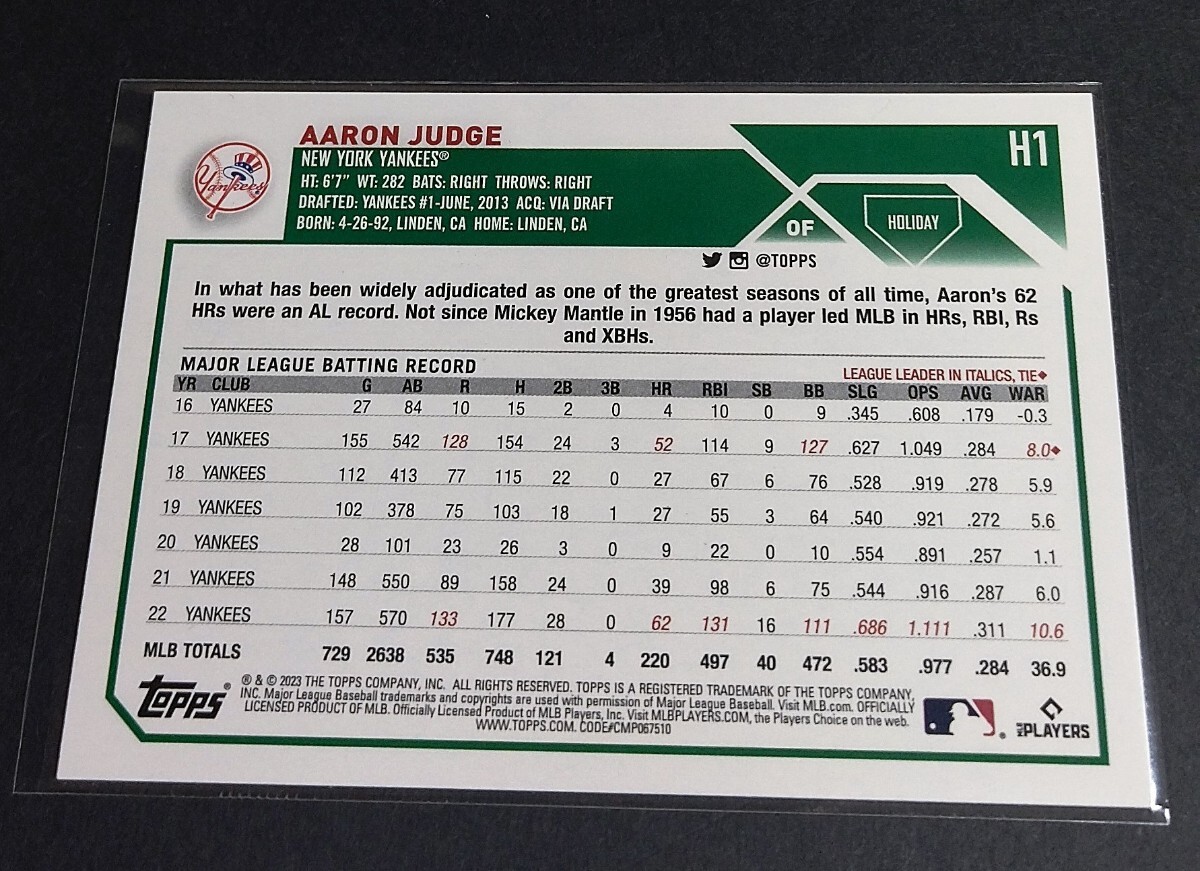 AARON JUDGE
H1
NEW YORK YANKEES®
HT: 6'7" WT: 282 BATS: RIGHT THROWS: RIGHT
DRAFTED: YANKEES #1-JUNE, 2013 ACQ: VIA DRAFT
BORN: 4-26-92, LINDEN, CA HOME: LINDEN, CA
Yankees
OF
HOLIDAY
@TOPPS
In what has been widely adjudicated as one of the greatest seasons of all time, Aaron's 62
HRs were an AL record. Not since Mickey Mantle in 1956 had a player led MLB in HRs, RBI, Rs
and XBHs.
MAJOR LEAGUE BATTING RECORD
LEAGUE LEADER IN ITALICS, TIE◆
YR CLUB G AB R H 2B 3B HR RBI SB BB SLG OPS AVG WAR
16 YANKEES 27 84 10 15 2 0 4 10 0 9 .345 .608 .179 -0.3
17 YANKEES 155 542 128 154 24 3 52 114 9 127 .627 1.049 .284 8.0◆
18 YANKEES 112 413 77 115 22 0 27 67 6 76 .528 .919 .278 5.9
19 YANKEES 102 378 75 103 18 1 27 55 3 64 .540 .921 .272 5.6
20 YANKEES 28 101 23 26 3 0 9 22 0 10 .554 .891 .257 1.1
21 YANKEES 148 550 89 158 24 0 39 98 6 75 .544 .916 .287 6.0
22 YANKEES 157 570 133 177 28 0 62 131 16 111 .686 1.111 .311 10.6
MLB TOTALS 729 2638 535 748 121 4 220 497 40 472 .583 .977 .284 36.9
TOPPS®
® & © 2023 THE TOPPS COMPANY, INC. ALL RIGHTS RESERVED. TOPPS IS A REGISTERED TRADEMARK OF THE TOPPS COMPANY,
INC. Major League Baseball trademarks and copyrights are used with permission of Major League Baseball. Visit MLB.com. OFFICIALLY
LICENSED PRODUCT OF MLB. Officially Licensed Product of MLB Players, Inc. Visit MLBPLAYERS.COM, the Players Choice on the web.
WWW.TOPPS.COM. CODE#CMP067510
MLB PLAYERS